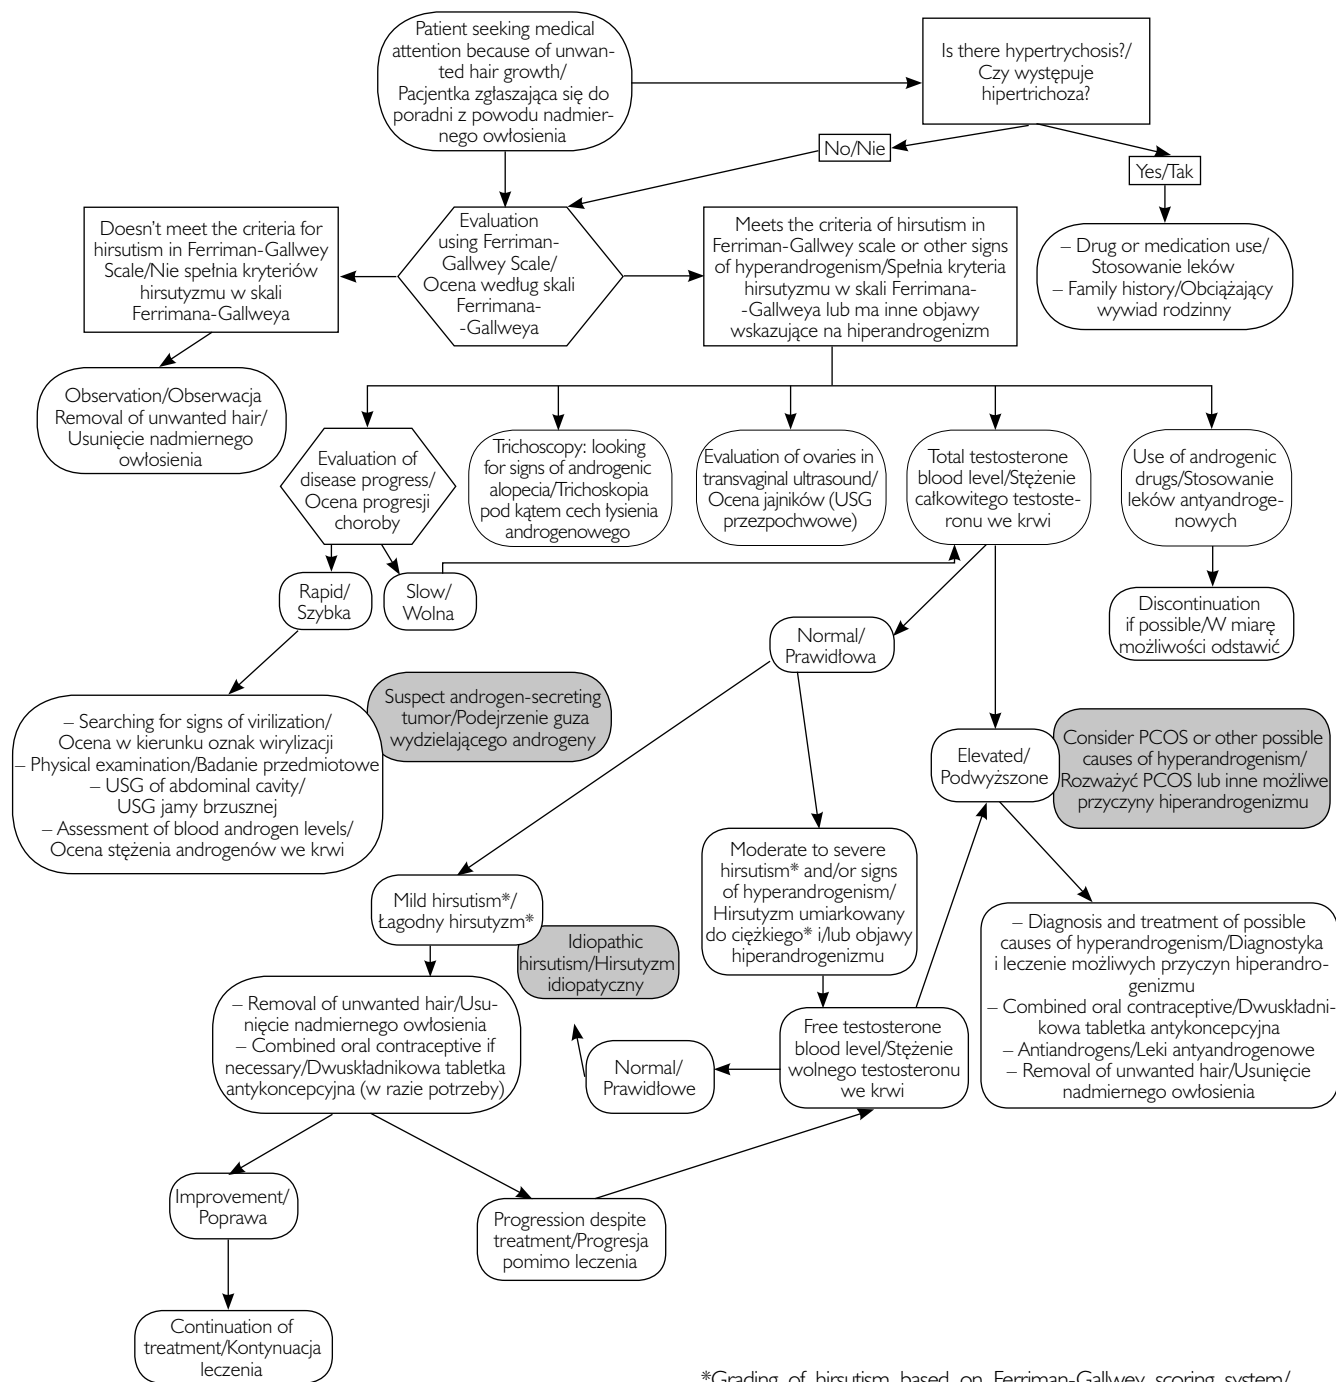 Patient seeking medical
attention because of unwan-
ted hair growth/
Pacjentka zgłaszająca się do
poradni z powodu nadmier-
nego owłosienia
Is there hypertrychosis?/
Czy występuje
hipertrichoza?
No/Nie
Yes/Tak
Doesn't meet the criteria for
hirsutism in Ferriman-Gallwey
Scale/Nie spełnia kryteriów
hirsutyzmu w skali
Ferrimana-Gallweya
Evaluation
using Ferriman-
Gallwey Scale/
Ocena według skali
Ferrimana-
-Gallweya
Meets the criteria of hirsutism in
Ferriman-Gallwey scale or other signs
of hyperandrogenism/Spełnia kryteria
hirsutyzmu w skali Ferrimana-
-Gallweya lub ma inne objawy
wskazujące na hiperandrogenizm
– Drug or medication use/
Stosowanie leków
– Family history/Obciążający
wywiad rodzinny
Observation/Obserwacja
Removal of unwanted hair/
Usunięcie nadmiernego
owłosienia
Evaluation of
disease progress/
Ocena progresji
choroby
Trichoscopy: looking
for signs of androgenic
alopecia/Trichoskopia
pod kątem cech łysienia
androgenowego
Evaluation of ovaries in
transvaginal ultrasound/
Ocena jajników (USG
przezpochwowe)
Total testosterone
blood level/Stężenie
całkowitego testoste-
ronu we krwi
Use of androgenic
drugs/Stosowanie
leków antyandroge-
nowych
Rapid/
Szybka
Slow/
Wolna
Normal/
Prawidłowa
Discontinuation
if possible/W miarę
możliwości odstawić
– Searching for signs of virilization/
Ocena w kierunku oznak wirylizacji
– Physical examination/Badanie przedmiotowe
– USG of abdominal cavity/
USG jamy brzusznej
– Assessment of blood androgen levels/
Ocena stężenia androgenów we krwi
Suspect androgen-secreting
tumor/Podejrzenie guza
wydzielającego androgeny
Elevated/
Podwyższone
Consider PCOS or other possible
causes of hyperandrogenism/
Rozważyć PCOS lub inne możliwe
przyczyny hiperandrogenizmu
Mild hirsutism*/
Łagodny hirsutyzm*
Idiopathic
hirsutism/Hirsutyzm
idiopatyczny
Moderate to severe
hirsutism* and/or signs
of hyperandrogenism/
Hirsutyzm umiarkowany
do ciężkiego* i/lub objawy
hiperandrogenizmu
– Diagnosis and treatment of possible
causes of hyperandrogenism/Diagnostyka
i leczenie możliwych przyczyn hiperandro-
genizmu
– Combined oral contraceptive/Dwuskładni-
kowa tabletka antykoncepcyjna
– Antiandrogens/Leki antyandrogenowe
– Removal of unwanted hair/Usunięcie
nadmiernego owłosienia
– Removal of unwanted hair/Usu-
nięcie nadmiernego owłosienia
– Combined oral contraceptive if
necessary/Dwuskładnikowa tabletka
antykoncepcyjna (w razie potrzeby)
Normal/
Prawidłowe
Free testosterone
blood level/Stężenie
wolnego testosteronu
we krwi
Improvement/
Poprawa
Progression despite
treatment/Progresja
pomimo leczenia
Continuation of
treatment/Kontynuacja
leczenia
*Grading of hirsutism based on Ferriman-Gallwey scoring system/